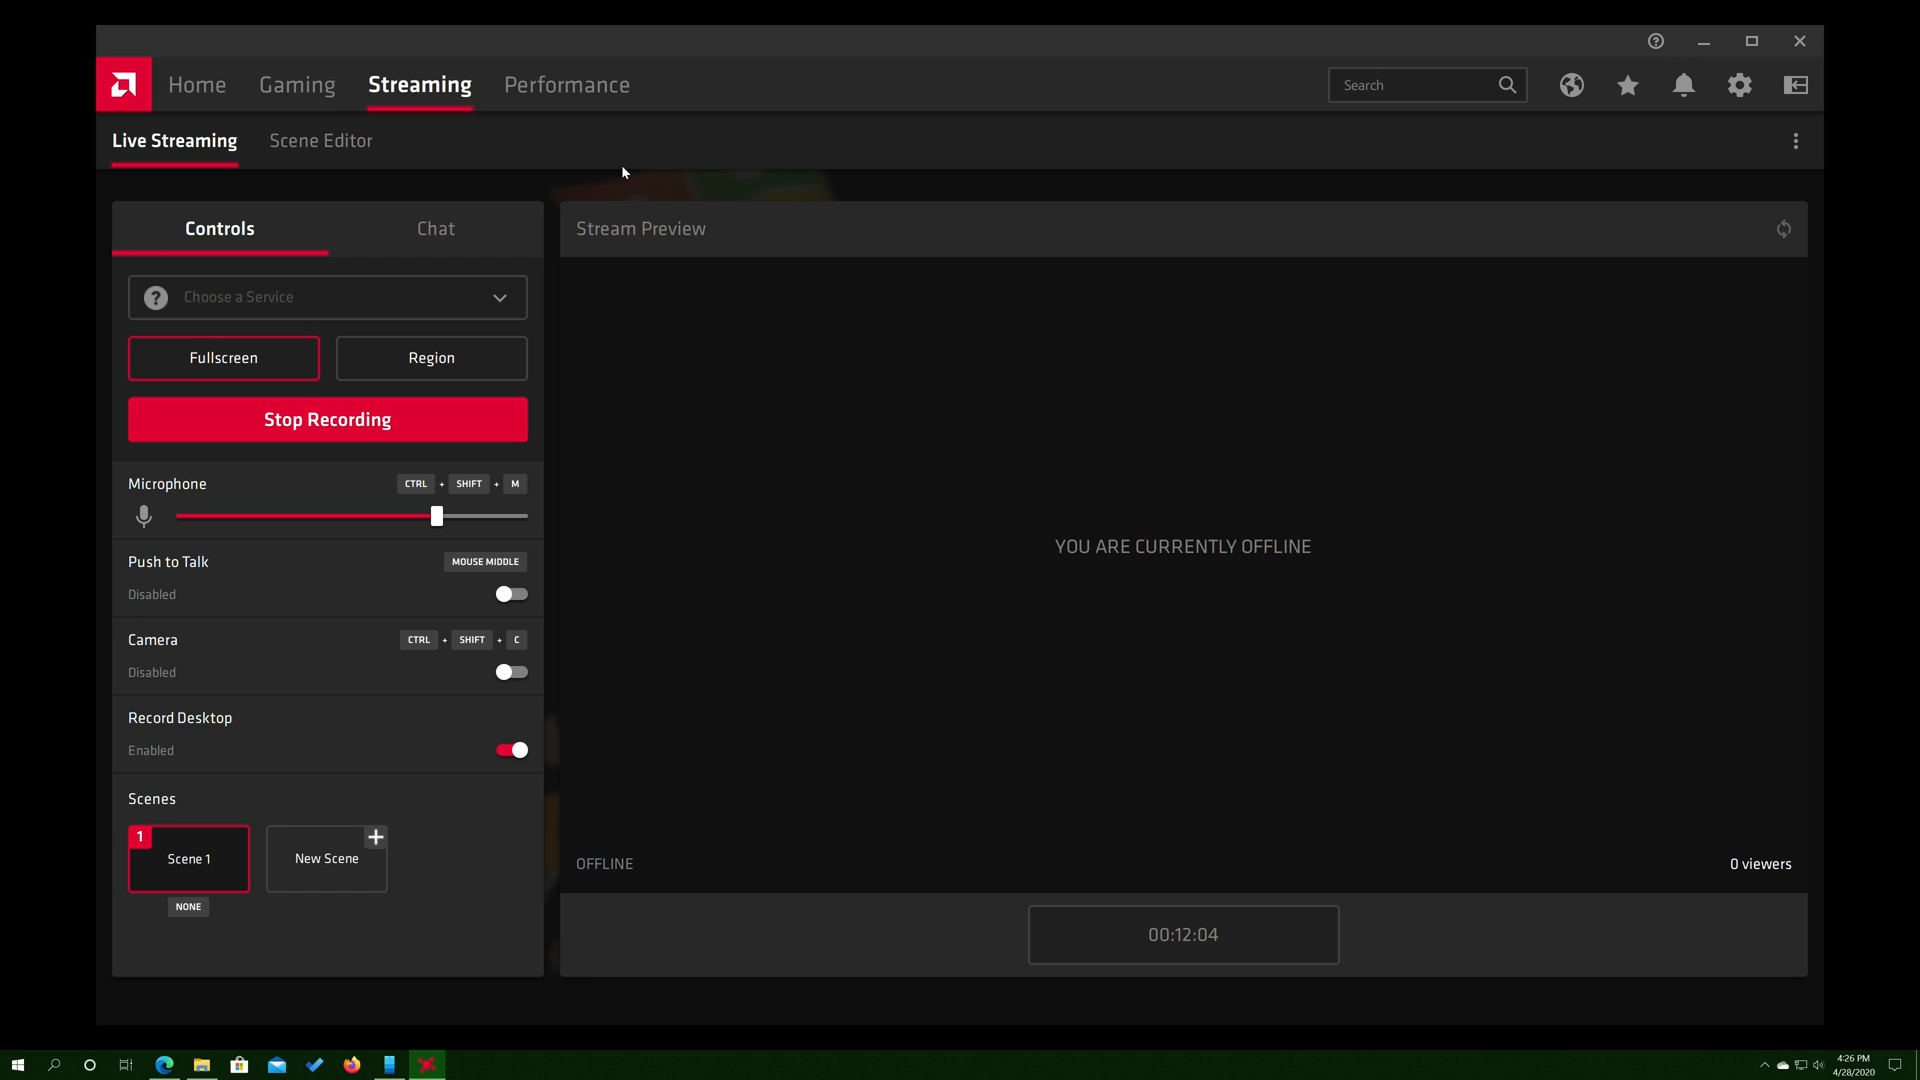 Home Gaming Streaming Performance
Search
Live Streaming Scene Editor
Controls Chat
Stream Preview
? Choose a Service
Fullscreen Region
Stop Recording
Microphone CTRL + SHIFT + M
Push to Talk MOUSE MIDDLE
Disabled
Camera CTRL + SHIFT + C
Disabled
Record Desktop
Enabled
Scenes
1
Scene 1
New Scene
NONE
YOU ARE CURRENTLY OFFLINE
OFFLINE 0 viewers
00:12:04
4:26 PM
4/28/2020